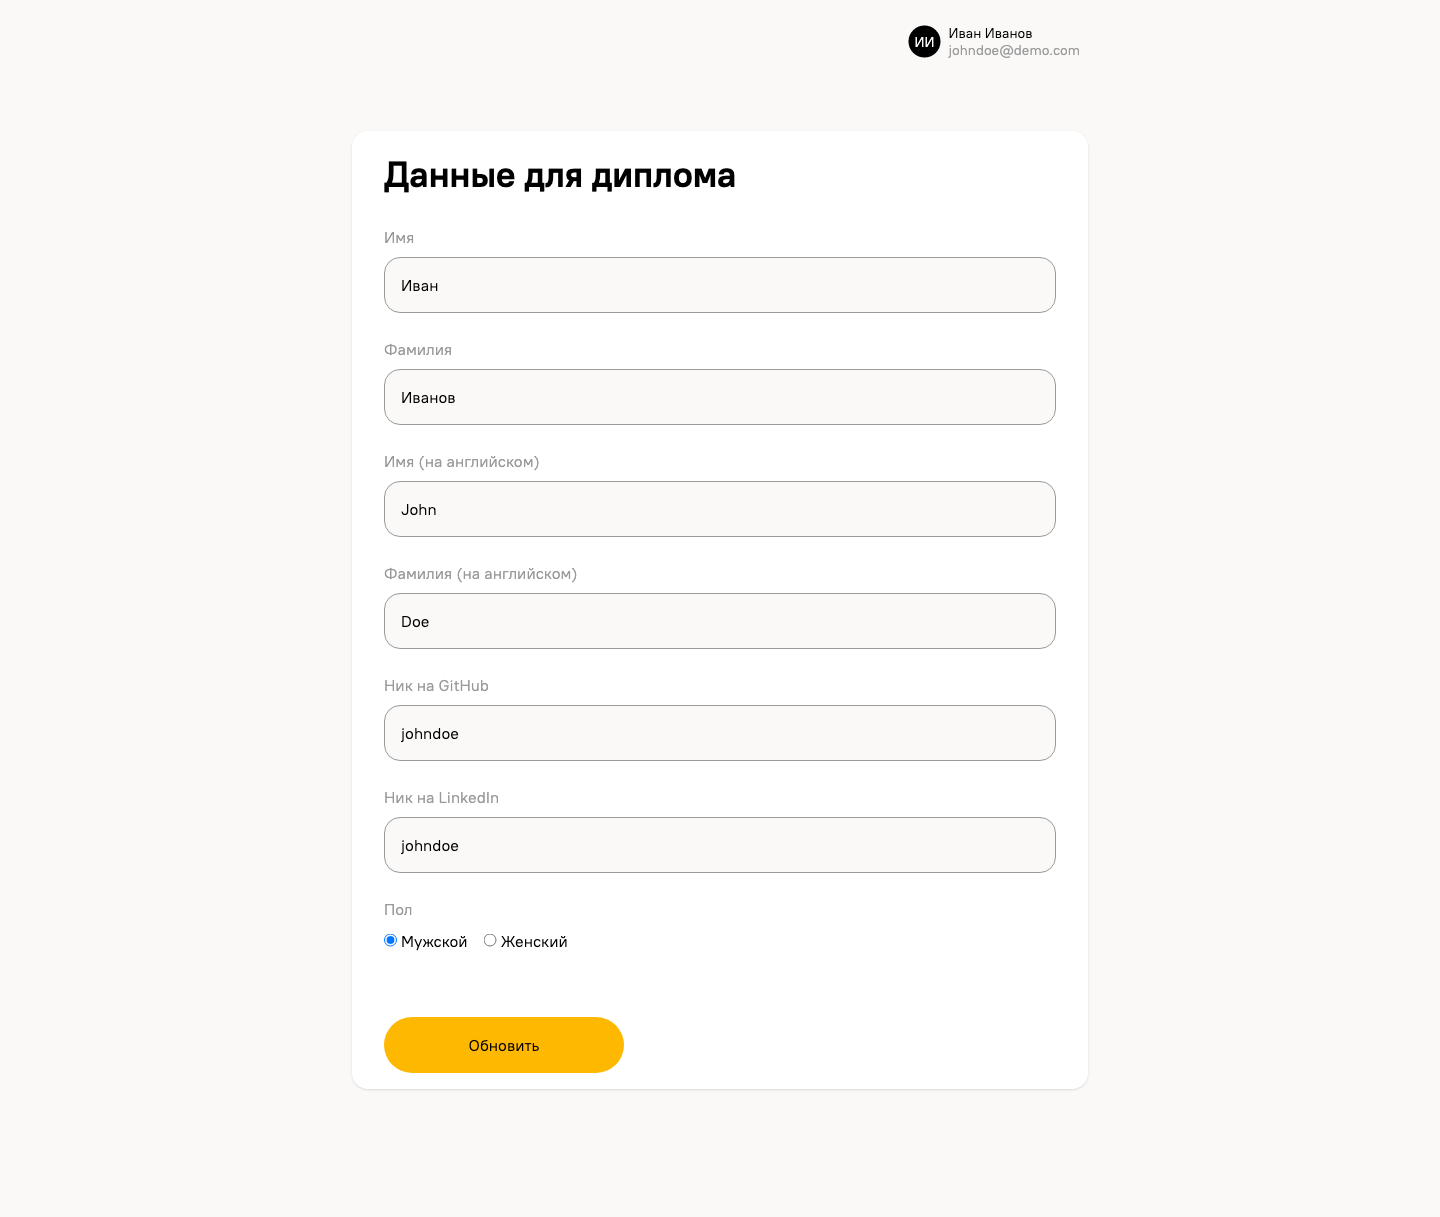 ИИ
Иван Иванов
johndoe@demo.com
Данные для диплома
Имя
Иван
Фамилия
Иванов
Имя (на английском)
John
Фамилия (на английском)
Doe
Ник на GitHub
johndoe
Ник на LinkedIn
johndoe
Пол
Мужской Женский
Обновить